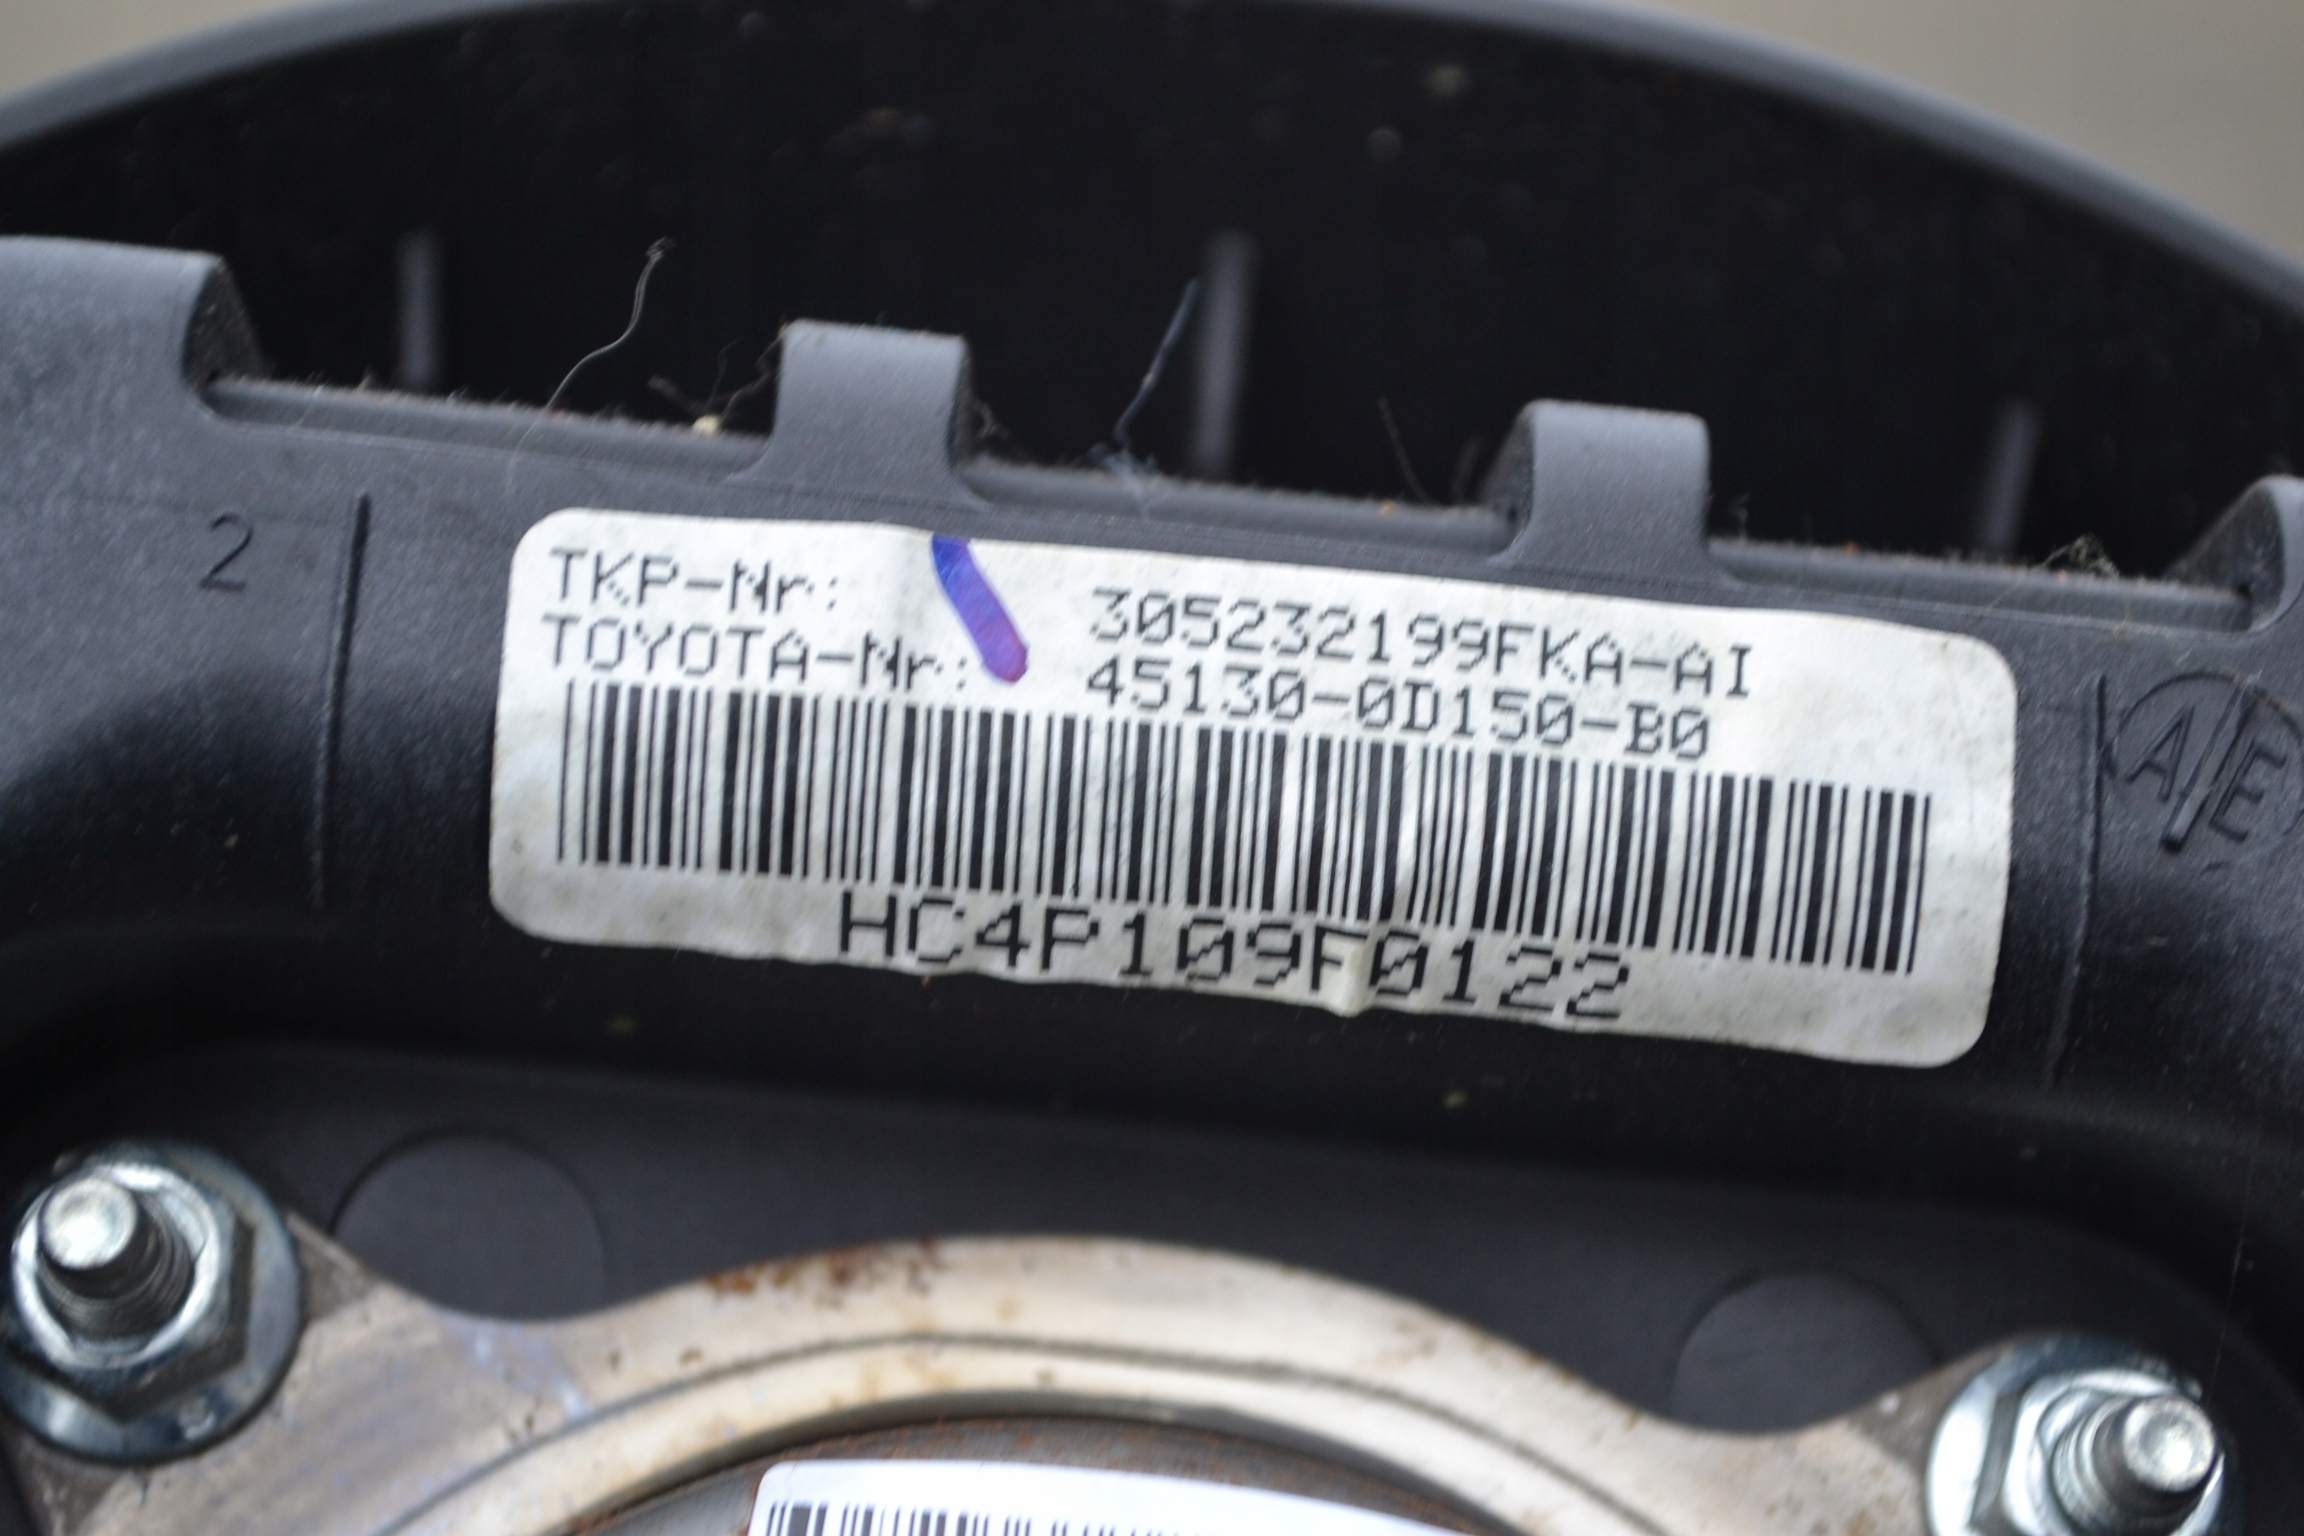 2
TKP-Nr: 305232199FKA-AI
TOYOTA-Nr: 45130-0D150-B0
HC4P109F0122
A/E